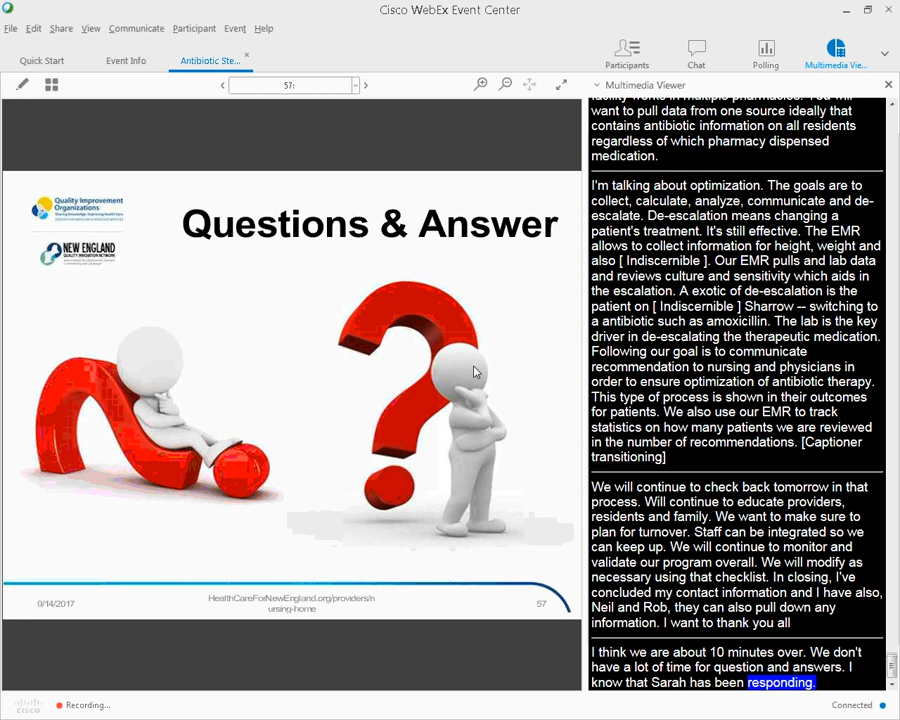 Cisco WebEx Event Center
File Edit Share View Communicate Participant Event Help
Quick Start Event Info Antibiotic Ste...
Participants Chat Polling Multimedia Vie...
57:
Multimedia Viewer
Quality Improvement
Organizations
Sharing Knowledge. Improving Health Care.
NEW ENGLAND
Questions & Answer
9/14/2017
HealthCareForNewEngland.org/providers/n
ursing-home
57
facility works in multiple pharmacies. You will
want to pull data from one source ideally that
contains antibiotic information on all residents
regardless of which pharmacy dispensed
medication.
I'm talking about optimization. The goals are to
collect, calculate, analyze, communicate and de-
escalate. De-escalation means changing a
patient's treatment. It's still effective. The EMR
allows to collect information for height, weight and
also [ Indiscernible ]. Our EMR pulls and lab data
and reviews culture and sensitivity which aids in
the escalation. A exotic of de-escalation is the
patient on [ Indiscernible ] Sharrow -- switching to
a antibiotic such as amoxicillin. The lab is the key
driver in de-escalating the therapeutic medication.
Following our goal is to communicate
recommendation to nursing and physicians in
order to ensure optimization of antibiotic therapy.
This type of process is shown in their outcomes
for patients. We also use our EMR to track
statistics on how many patients we are reviewed
in the number of recommendations. [Captioner
transitioning]
We will continue to check back tomorrow in that
process. Will continue to educate providers,
residents and family. We want to make sure to
plan for turnover. Staff can be integrated so we
can keep up. We will continue to monitor and
validate our program overall. We will modify as
necessary using that checklist. In closing, I've
concluded my contact information and I have also,
Neil and Rob, they can also pull down any
information. I want to thank you all
I think we are about 10 minutes over. We don't
have a lot of time for question and answers. I
know that Sarah has been responding.
cisco
Recording...
Connected